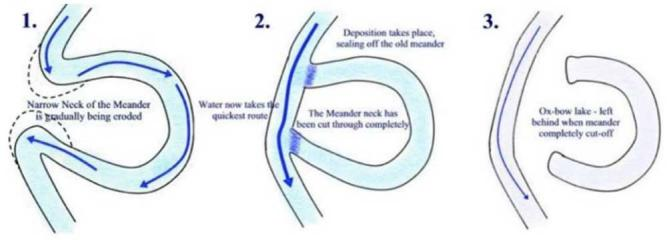 1.
Narrow Neck of the Meander
is gradually being eroded
2.
Deposition takes place,
sealing off the old meander
Water now takes the
quickest route
The Meander neck has
been cut through completely
3.
Ox-bow lake - left
behind when meander
completely cut-off